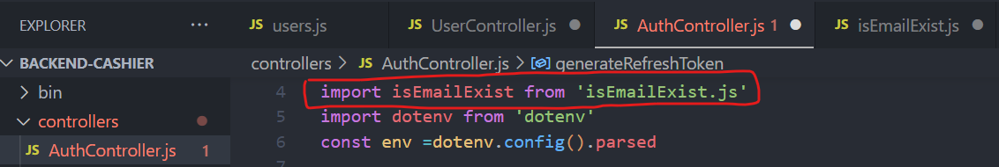 EXPLORER ···
JS users.js JS UserController.js JS AuthController.js 1 JS isEmailExist.js
BACKEND-CASHIER
controllers > JS AuthController.js > generateRefreshToken
> bin
4 import isEmailExist from 'isEmailExist.js'
controllers
5 import dotenv from 'dotenv'
JS AuthController.js 1
6 const env =dotenv.config().parsed